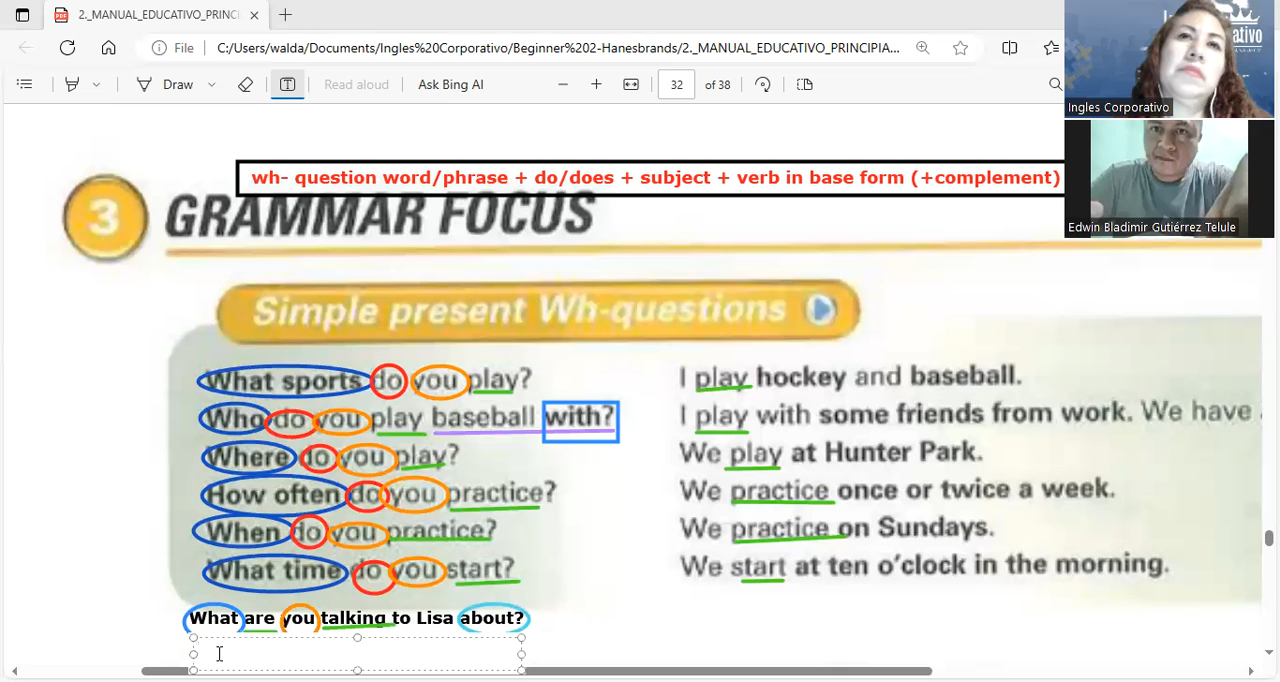 2._MANUAL_EDUCATIVO_PRINCI
File
C:/Users/walda/Documents/Ingles%20Corporativo/Beginner%202-Hanesbrands/2._MANUAL_EDUCATIVO_PRINCIPIA...
Draw
Read aloud
Ask Bing AI
32
of 38
Ingles Corporativo
Edwin Bladimir Gutiérrez Telule
wh- question word/phrase + do/does + subject + verb in base form (+complement)
3
GRAMMAR FOCUS
Simple present Wh-questions
What sports do you play?
I play hockey and baseball.
Who do you play baseball with?
I play with some friends from work. We have
Where do you play?
We play at Hunter Park.
How often do you practice?
We practice once or twice a week.
When do you practice?
We practice on Sundays.
What time do you start?
We start at ten o'clock in the morning.
What are you talking to Lisa about?